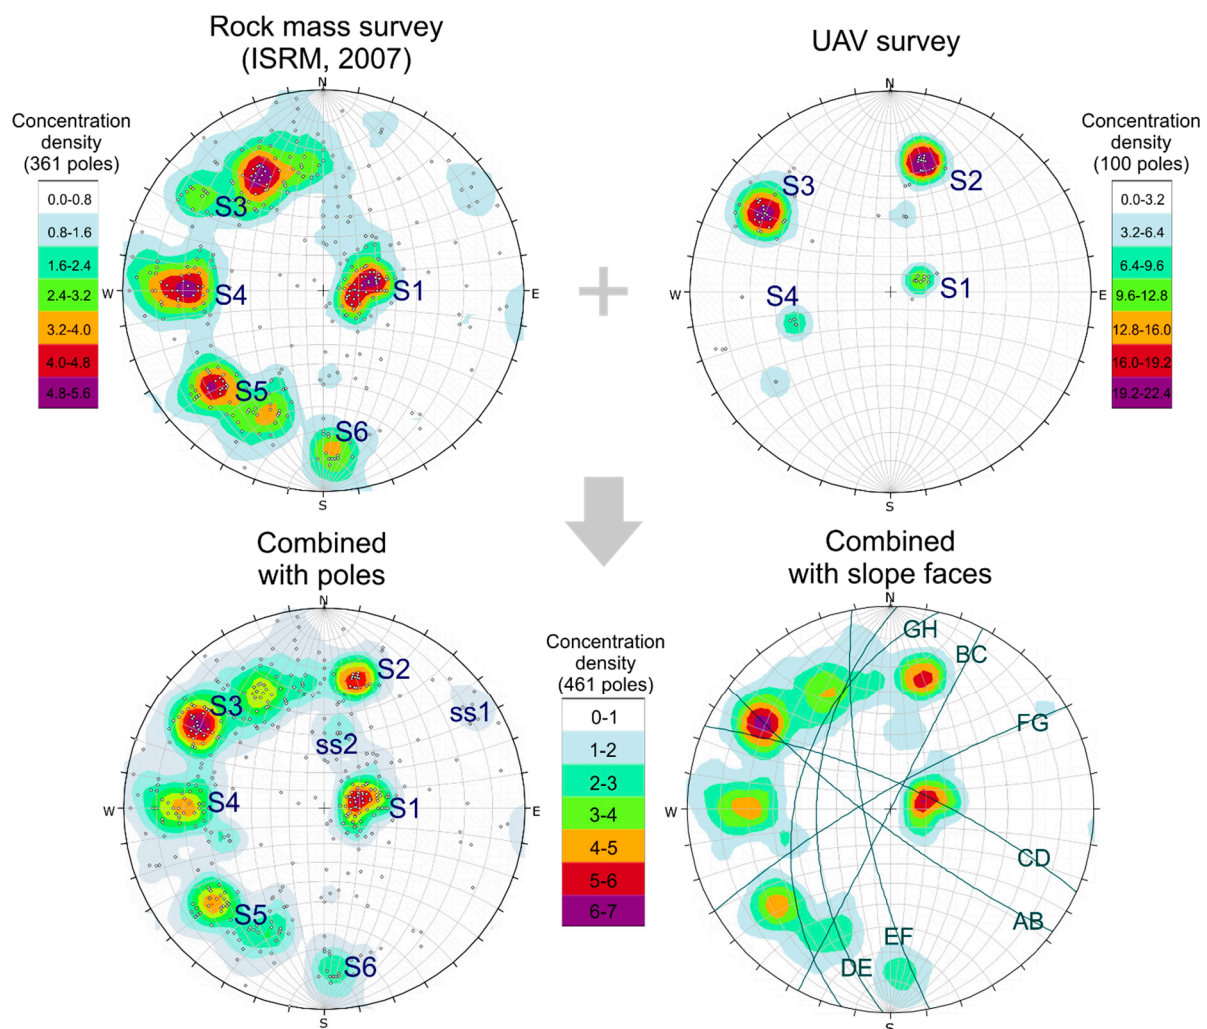 Rock mass survey
(ISRM, 2007)
UAV survey
Concentration
density
(361 poles)
0.0-0.8
0.8-1.6
1.6-2.4
2.4-3.2
3.2-4.0
4.0-4.8
4.8-5.6
N
S3
S4
S1
W
E
S5
S6
S
N
S3
S2
S1
S4
W
E
S
Concentration
density
(100 poles)
0.0-3.2
3.2-6.4
6.4-9.6
9.6-12.8
12.8-16.0
16.0-19.2
19.2-22.4
Combined
with poles
N
S2
S3
ss1
ss2
S4
S1
W
E
S5
S6
S
Concentration
density
(461 poles)
0-1
1-2
2-3
3-4
4-5
5-6
6-7
Combined
with slope faces
N
GH
BC
FG
W
E
CD
AB
EF
DE
S